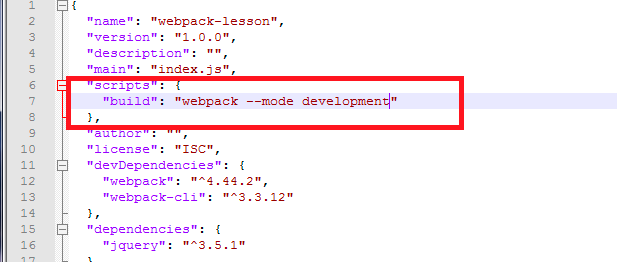 1 {
2 "name": "webpack-lesson",
3 "version": "1.0.0",
4 "description": "",
5 "main": "index.js",
6 "scripts": {
7 "build": "webpack --mode development"
8 },
9 "author": "",
10 "license": "ISC",
11 "devDependencies": {
12 "webpack": "^4.44.2",
13 "webpack-cli": "^3.3.12"
14 },
15 "dependencies": {
16 "jquery": "^3.5.1"
17 }